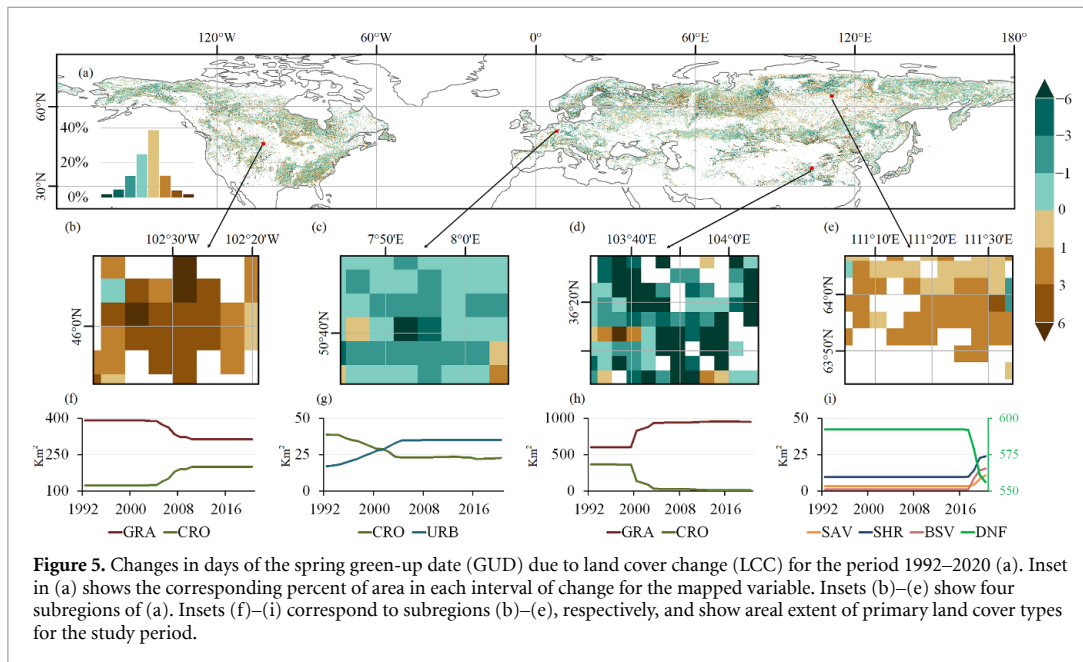 120°W 60°W 0° 60°E 120°E 180°
(a)
60°N
30°N
40%
20%
0%
-6
-3
-1
0
1
3
6
(b) 102°30'W 102°20'W
46°0'N
(c) 7°50'E 8°0'E
50°40'N
(d) 103°40'E 104°0'E
36°20'N
(e) 111°10'E 111°20'E 111°30'E
64°0'N
63°50'N
(f)
Km²
400
250
100
1992 2000 2008 2016
GRA CRO
(g)
Km²
50
25
0
1992 2000 2008 2016
CRO URB
(h)
Km²
1000
500
0
1992 2000 2008 2016
GRA CRO
(i)
Km²
50
25
0
600
575
550
1992 2000 2008 2016
SAV SHR BSV DNF
Figure 5. Changes in days of the spring green-up date (GUD) due to land cover change (LCC) for the period 1992–2020 (a). Inset
in (a) shows the corresponding percent of area in each interval of change for the mapped variable. Insets (b)–(e) show four
subregions of (a). Insets (f)–(i) correspond to subregions (b)–(e), respectively, and show areal extent of primary land cover types
for the study period.